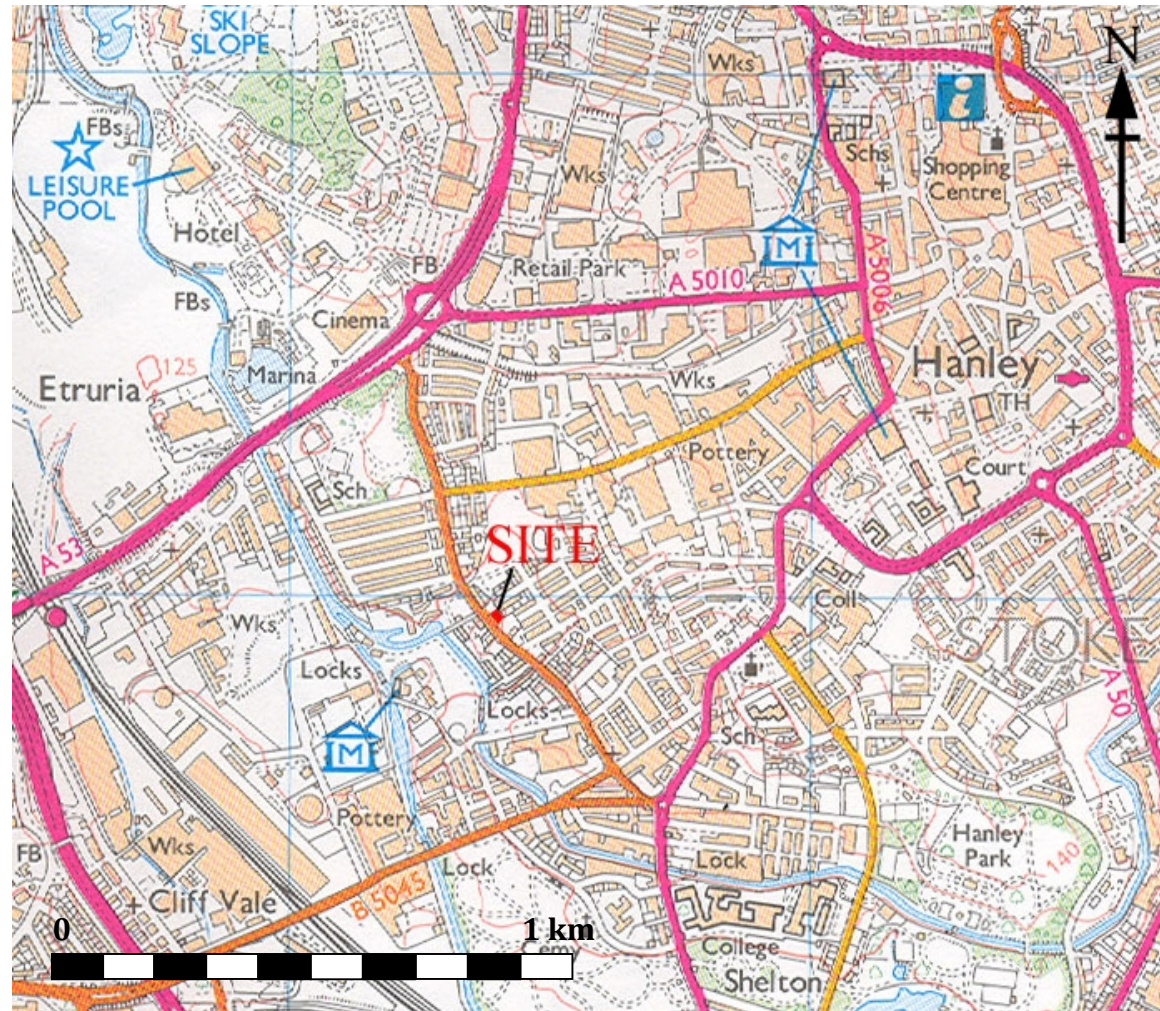 SKI
SLOPE
Wks
N
i
FBs
LEISURE
POOL
Schs
Shopping
Centre
Wks
Hotel
M
FB
Retail Park
A 5010
A 5006
FBs
Cinema
Hanley
125
Marina
Wks
Etruria
TH
Pottery
Court
Sch
SITE
A 53
Coll
Wks
STOKE
Locks
A 50
Locks
Sch
M
Pottery
Hanley
Park
140
FB
Wks
Lock
Lock
Cliff Vale
B 5045
0
1 km
College
Shelton